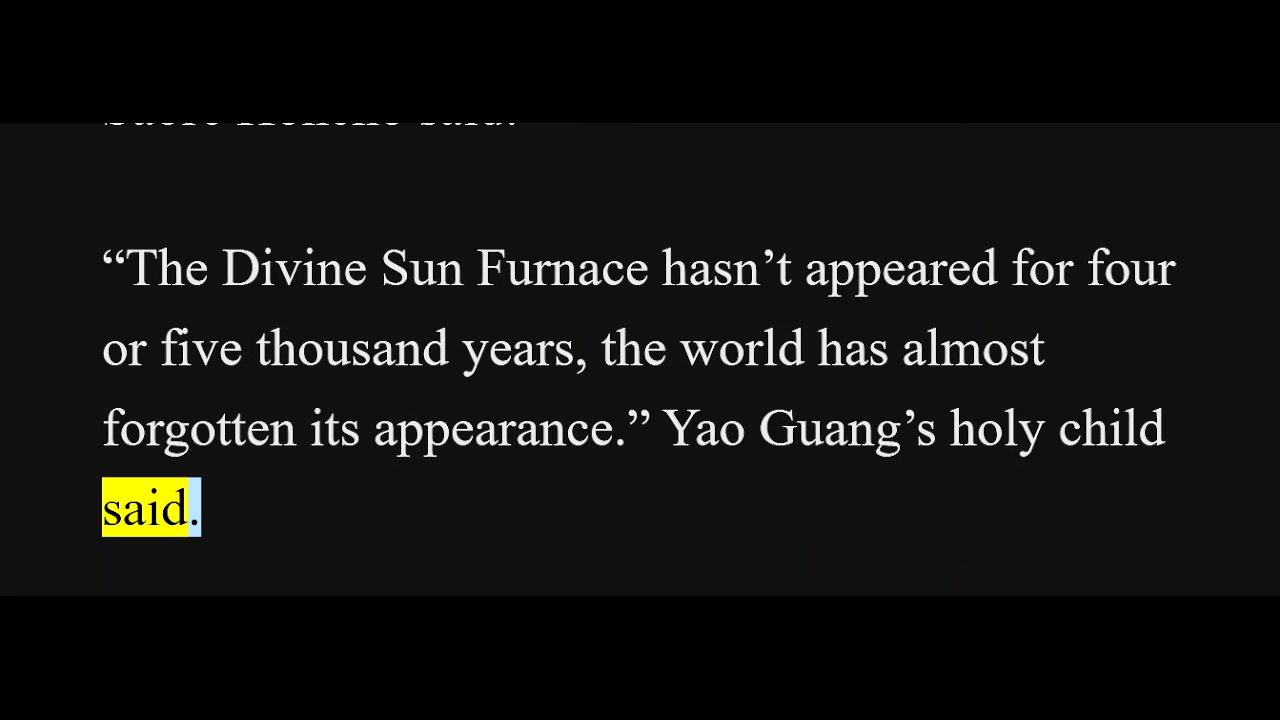 said.
“The Divine Sun Furnace hasn’t appeared for four
or five thousand years, the world has almost
forgotten its appearance.” Yao Guang’s holy child
said.